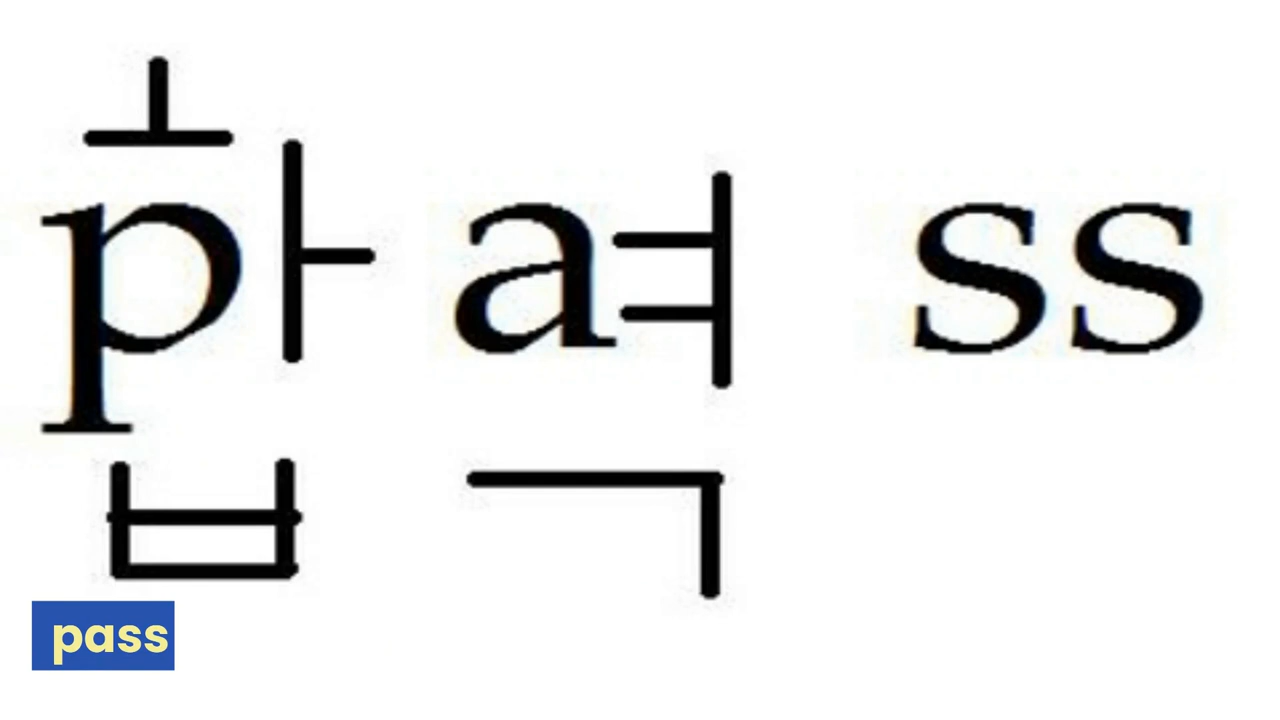 ㅗ
pㅏ aㅕ ss
ㅂ ㄱ
pass